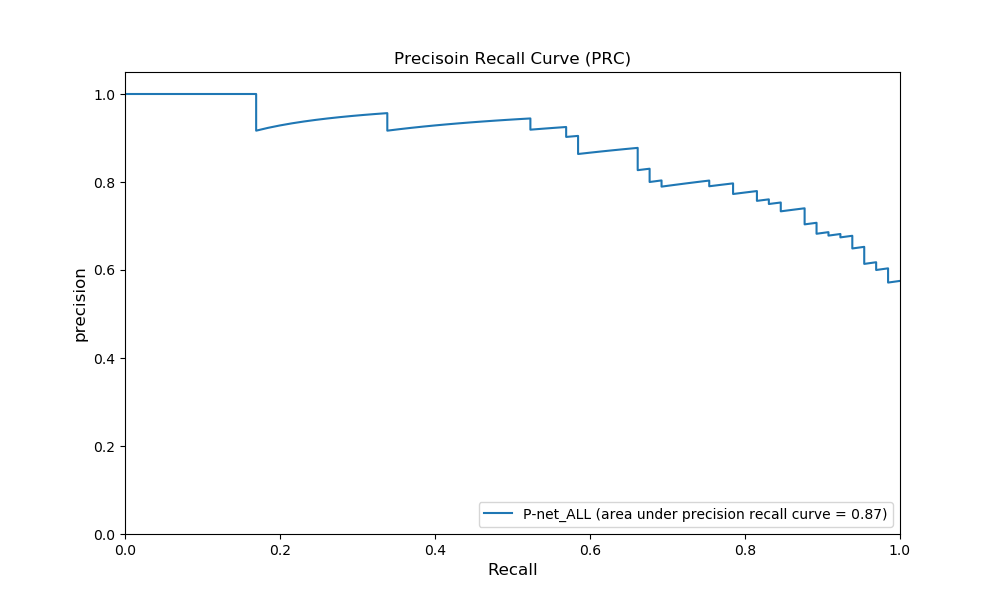 Precisoin Recall Curve (PRC)
1.0
0.8
0.6
0.4
0.2
0.0
precision
0.0 0.2 0.4 0.6 0.8 1.0
Recall
P-net_ALL (area under precision recall curve = 0.87)